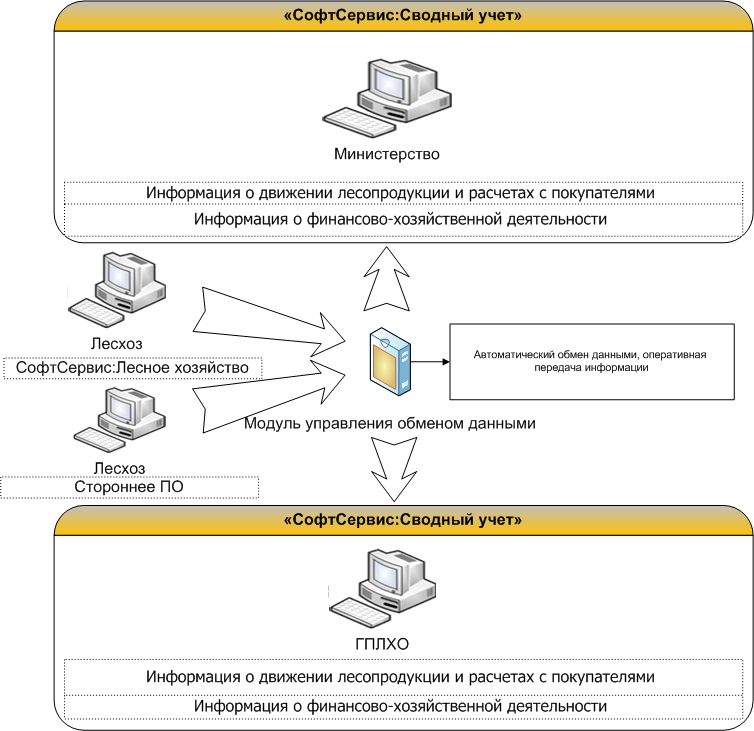 «СофтСервис:Сводный учет»
Министерство
Информация о движении лесопродукции и расчетах с покупателями
Информация о финансово-хозяйственной деятельности
Лесхоз
СофтСервис:Лесное хозяйство
Автоматический обмен данными, оперативная
передача информации
Модуль управления обменом данными
Лесхоз
Стороннее ПО
«СофтСервис:Сводный учет»
ГПЛХО
Информация о движении лесопродукции и расчетах с покупателями
Информация о финансово-хозяйственной деятельности